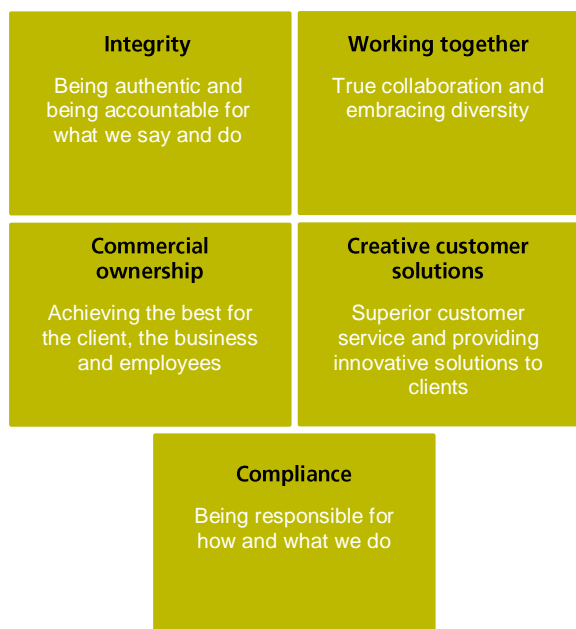 Integrity
Being authentic and
being accountable for
what we say and do
Working together
True collaboration and
embracing diversity
Commercial
ownership
Achieving the best for
the client, the business
and employees
Creative customer
solutions
Superior customer
service and providing
innovative solutions to
clients
Compliance
Being responsible for
how and what we do